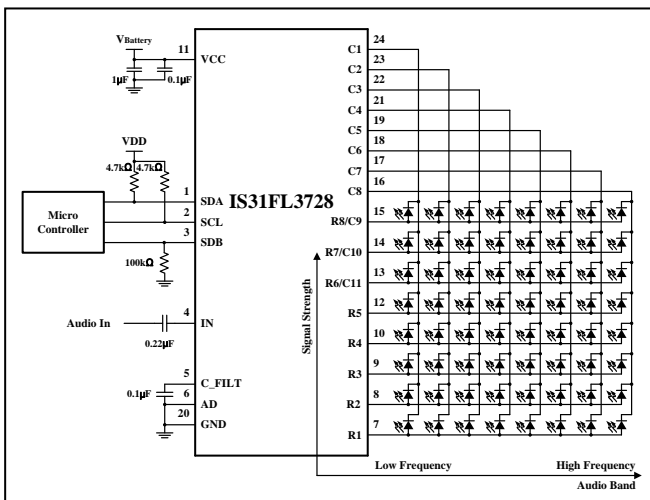 VBattery
11
VCC
1µF
0.1µF
VDD
4.7kΩ 4.7kΩ
Micro
Controller
1
SDA
2
SCL
3
SDB
100kΩ
Audio In
4
IN
0.22µF
5
C_FILT
0.1µF
6
AD
20
GND
IS31FL3728
24
C1
23
C2
22
C3
21
C4
19
C5
18
C6
17
C7
16
C8
15
R8/C9
14
R7/C10
13
R6/C11
12
R5
10
R4
9
R3
8
R2
7
R1
Signal Strength
Low Frequency
High Frequency
Audio Band